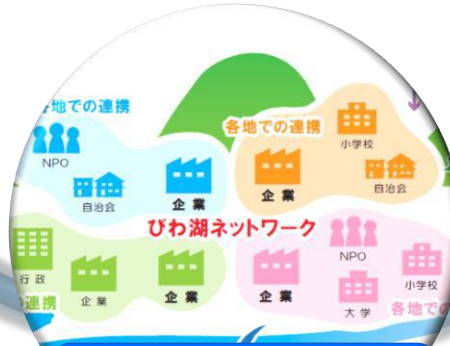 地での連携
NPO
自治会
企業
各地での連携
小学校
企業
自治会
びわ湖ネットワーク
行政
企業
企業
連携
NPO
企業
大学
小学校
各地で